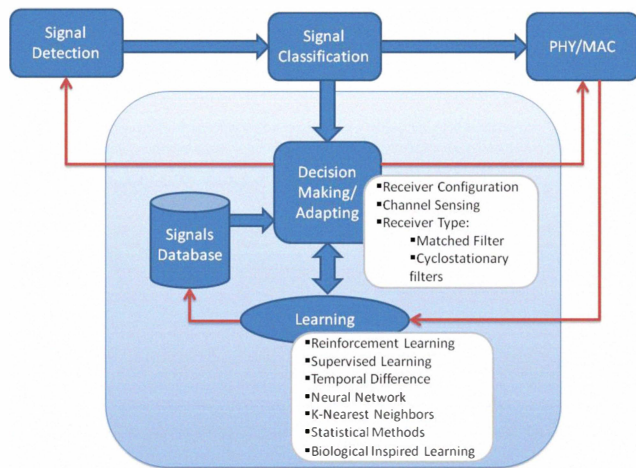 Signal
Detection
Signal
Classification
PHY/MAC
Decision
Making/
Adapting
▪Receiver Configuration
▪Channel Sensing
▪Receiver Type:
▪Matched Filter
▪Cyclostationary
filters
Signals
Database
Learning
▪Reinforcement Learning
▪Supervised Learning
▪Temporal Difference
▪Neural Network
▪K-Nearest Neighbors
▪Statistical Methods
▪Biological Inspired Learning